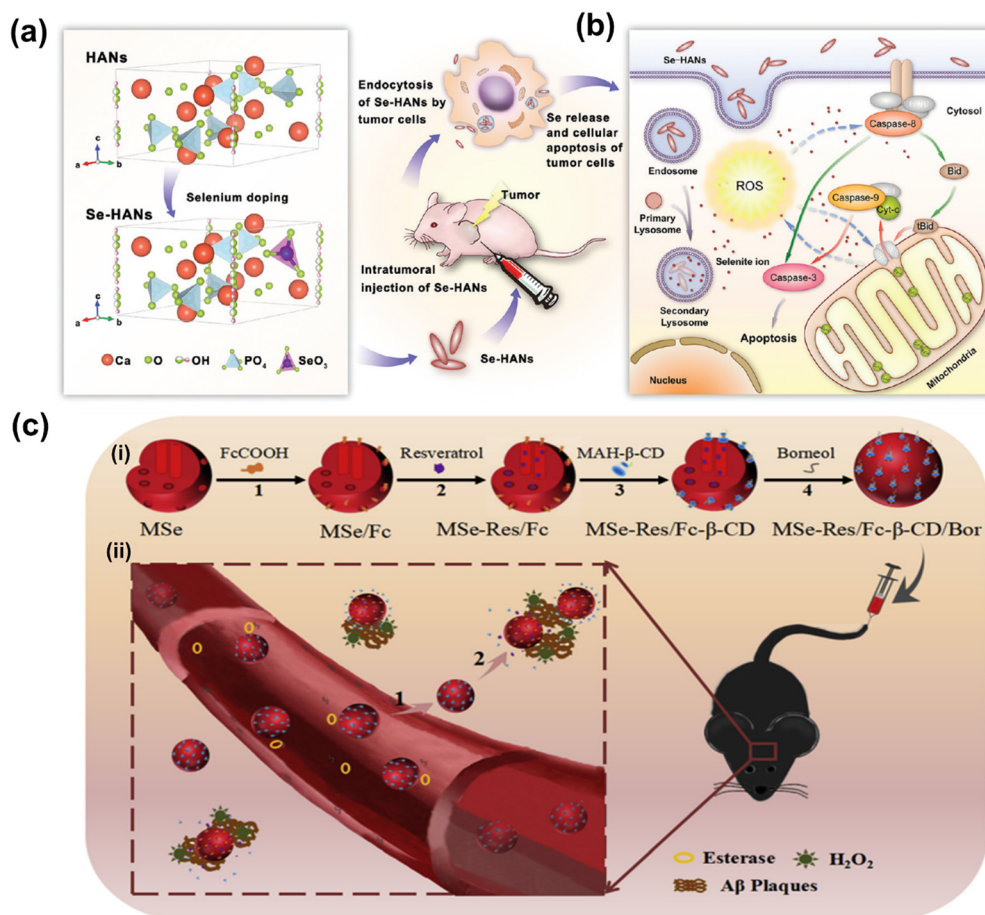 (a)
HANs
c
a
b
Selenium doping
Se-HANs
c
a
b
Ca
O
OH
PO₄
SeO₃
Endocytosis
of Se-HANs by
tumor cells
Se release
and cellular
apoptosis of
tumor cells
Tumor
Intratumoral
injection of Se-HANs
Se-HANs
(b)
Se-HANs
Cytosol
Caspase-8
Endosome
ROS
Bid
Caspase-9
Cyt-c
Primary
Lysosome
tBid
Selenite ion
Caspase-3
Secondary
Lysosome
Apoptosis
Mitochondria
Nucleus
(c)
(i)
FcCOOH
Resveratrol
MAH-β-CD
Borneol
1
2
3
4
MSe
MSe/Fc
MSe-Res/Fc
MSe-Res/Fc-β-CD
MSe-Res/Fc-β-CD/Bor
(ii)
1
2
Esterase
H₂O₂
Aβ Plaques